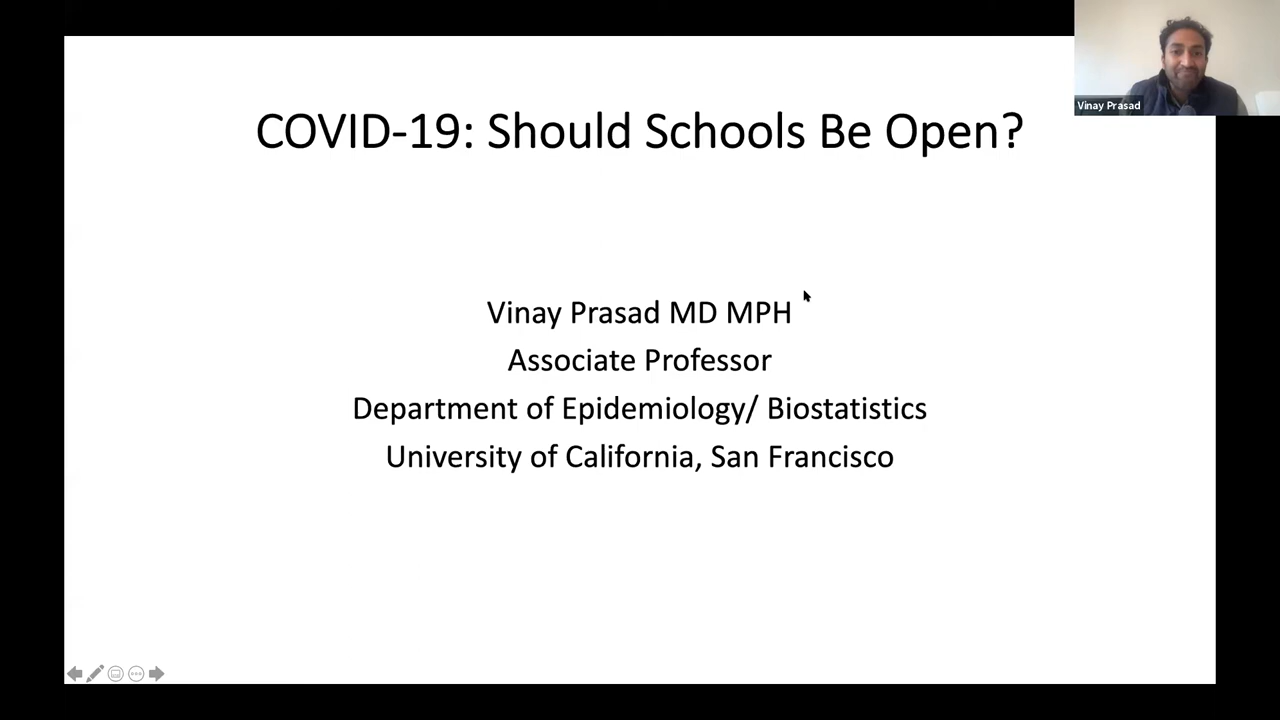 COVID-19: Should Schools Be Open?
Vinay Prasad
Vinay Prasad MD MPH
Associate Professor
Department of Epidemiology/ Biostatistics
University of California, San Francisco